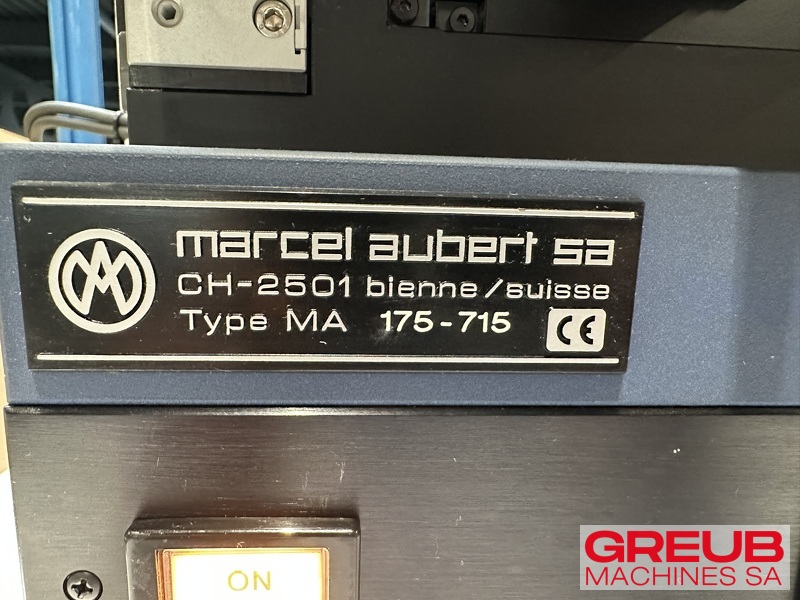 marcel aubert sa
CH-2501 bienne/suisse
Type MA 175-715 CE
ON
GREUB
MACHINES SA